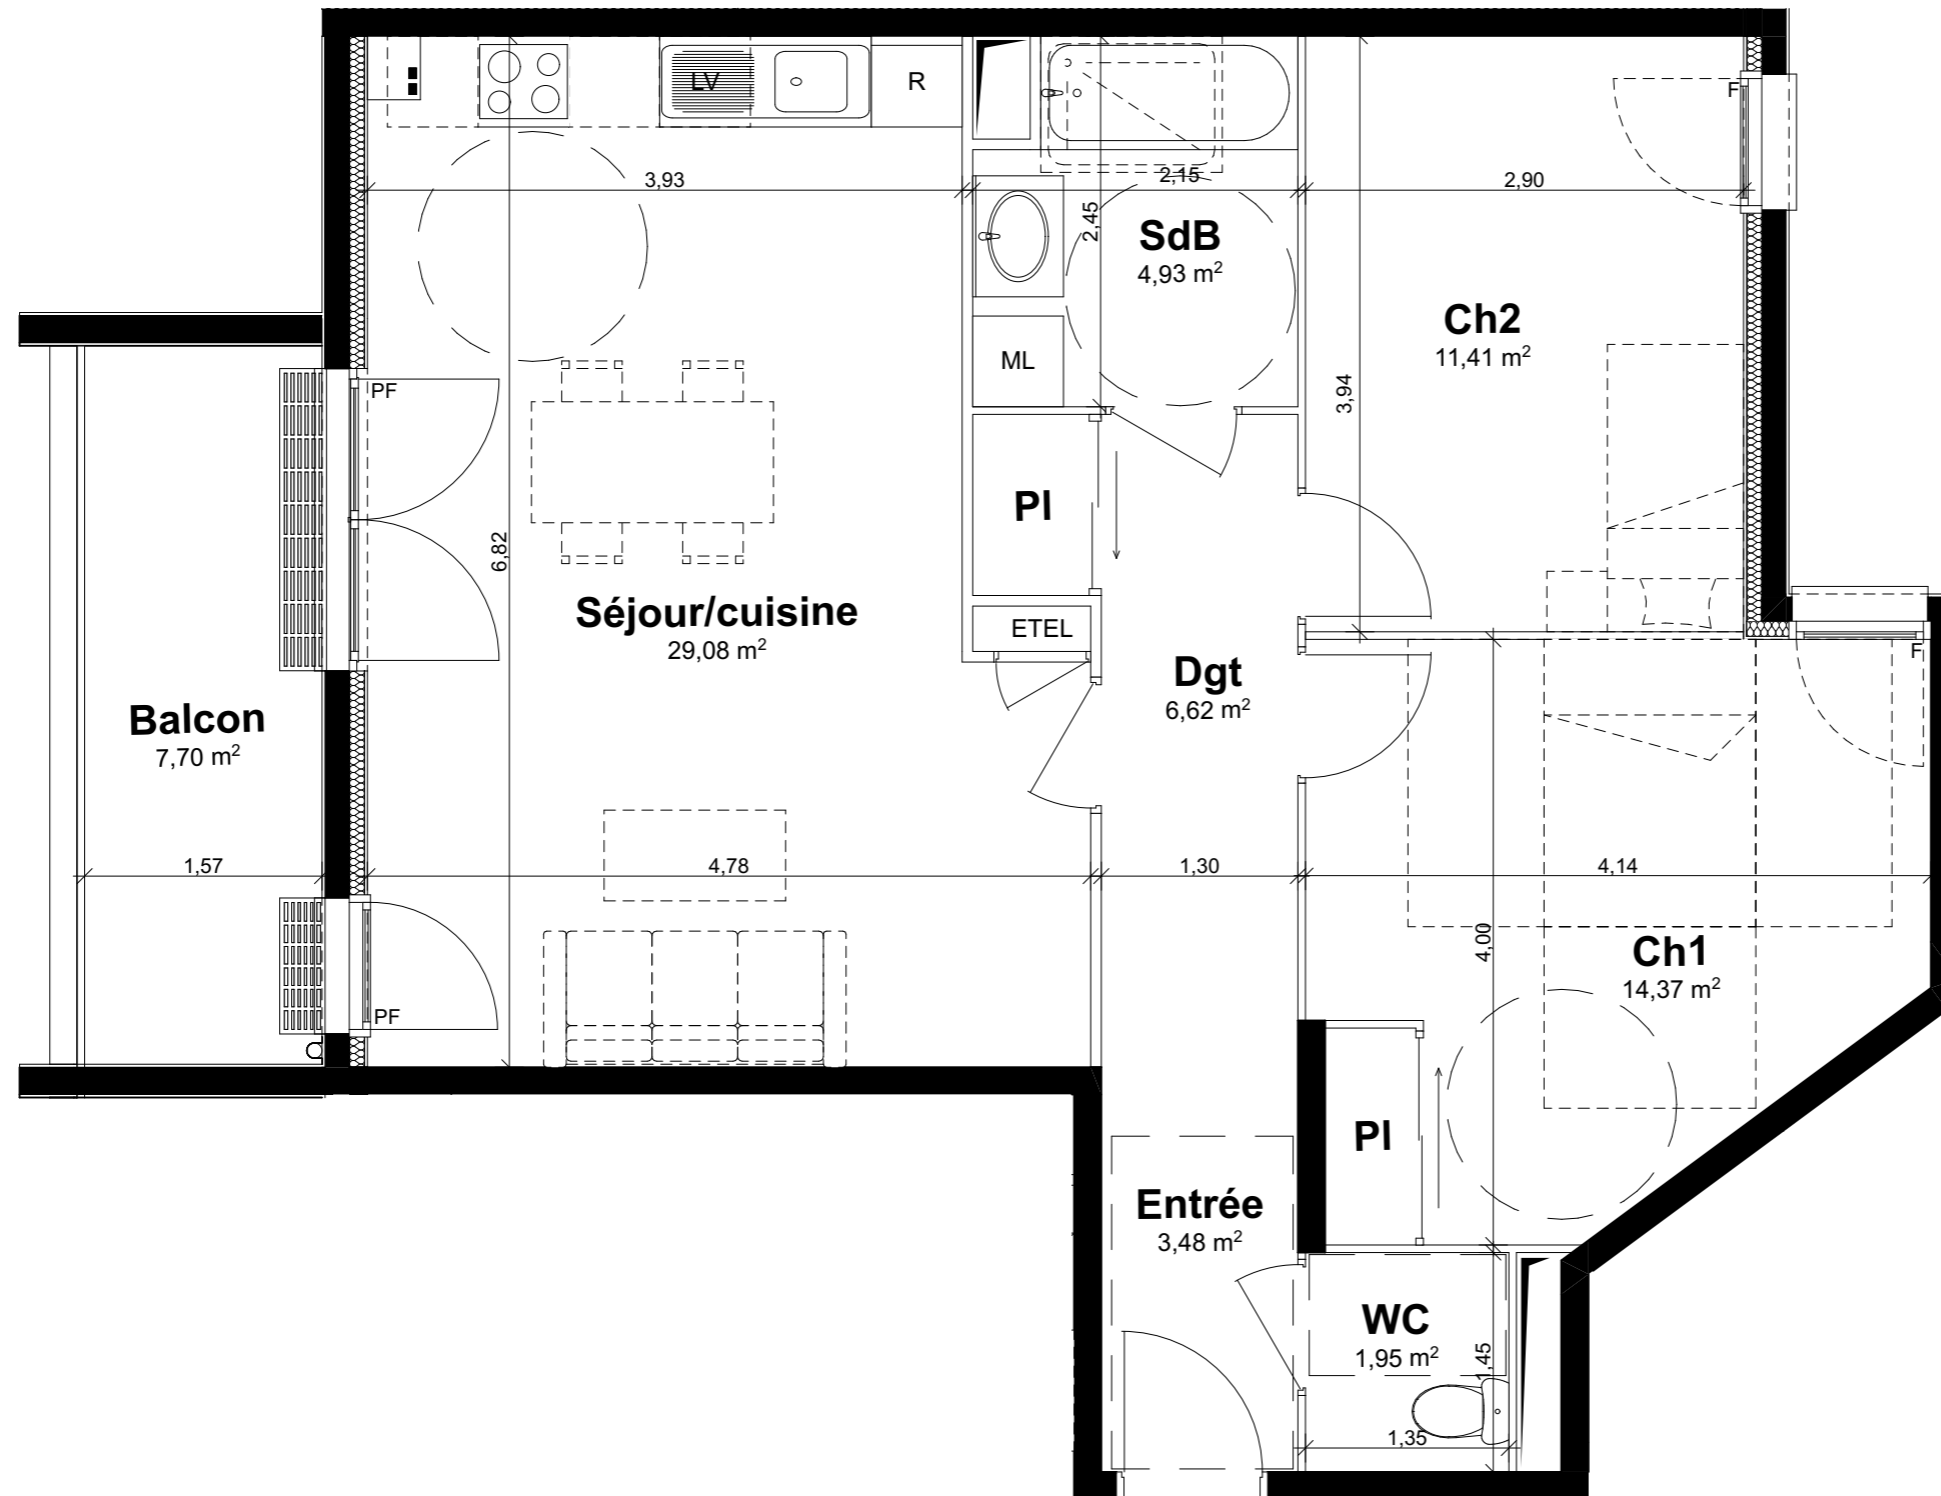 LV
R
F
3,93
2,15
2,90
2,45
SdB
4,93 m²
Ch2
11,41 m²
ML
PF
3,94
Pl
6,82
Séjour/cuisine
29,08 m²
ETEL
F
Dgt
6,62 m²
Balcon
7,70 m²
1,57
4,78
1,30
4,14
4,00
Ch1
14,37 m²
PF
Pl
Entrée
3,48 m²
WC
1,95 m²
1,45
1,35